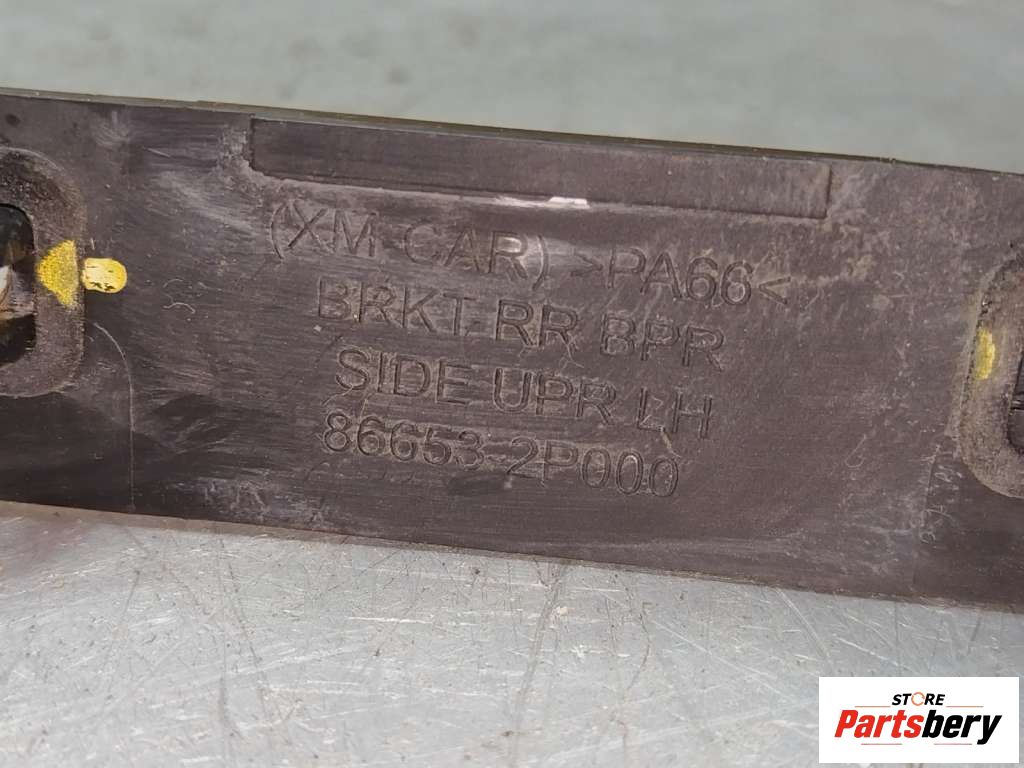 (XM CAR) >PA66<
BRKT RR BPR
SIDE UPR LH
86653-2P000
STORE
Partsbery